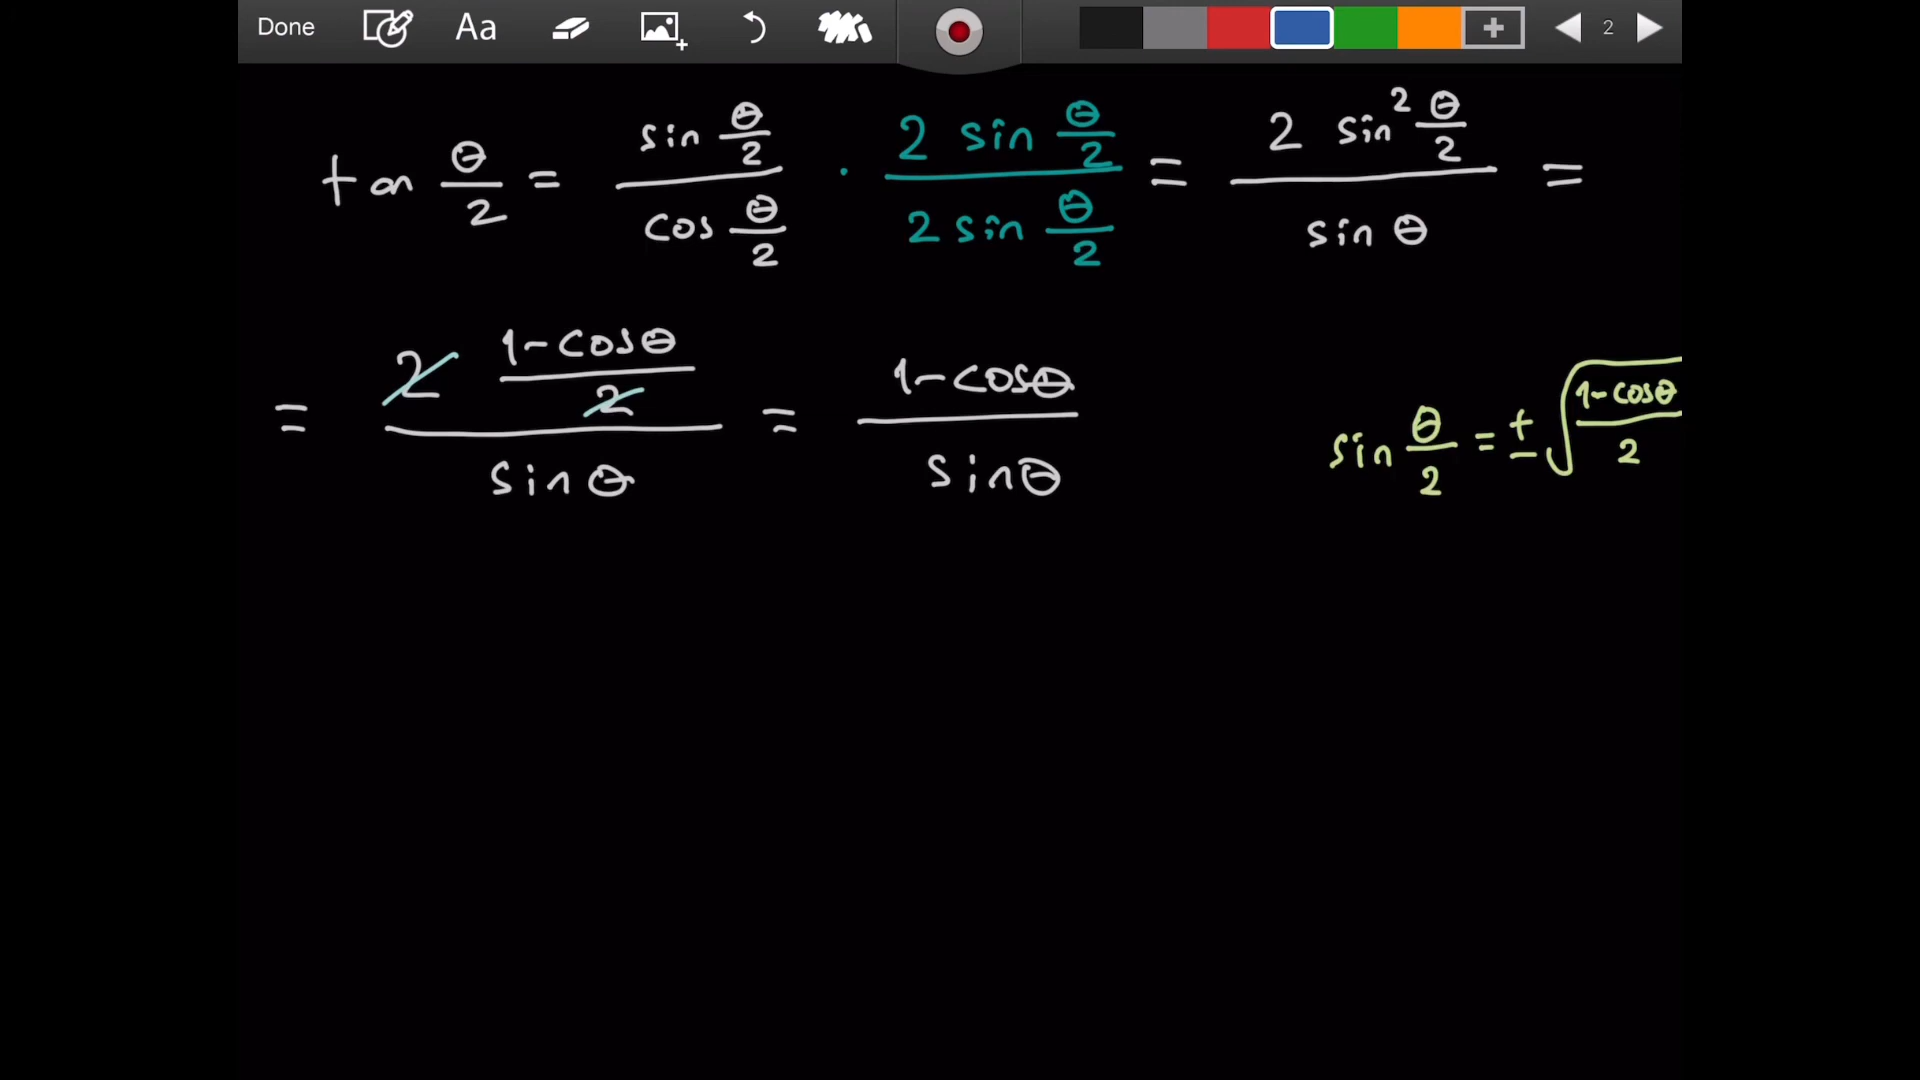 Done Aa 2
tan θ/2 = (sin θ/2)/(cos θ/2) · (2 sin θ/2)/(2 sin θ/2) = (2 sin² θ/2)/(sin θ) =
= (2 (1-cosθ)/2)/(sin θ) = (1-cosθ)/(sinθ)
sin θ/2 = ± √((1-cosθ)/2)